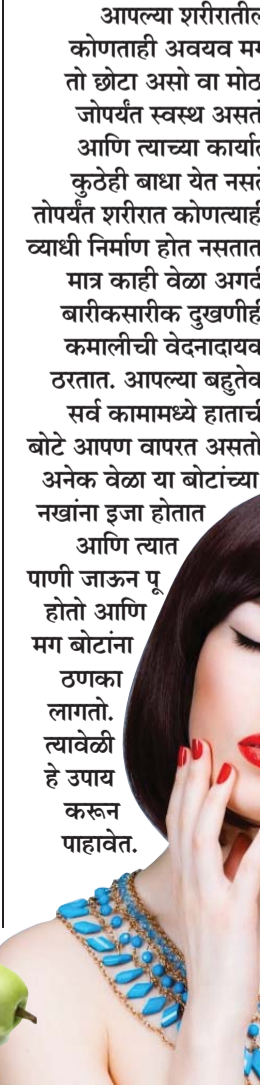 आपल्या शरीरातील
कोणताही अवयव मग
तो छोटा असो वा मोठ
जोपर्यंत स्वस्थ असतो
आणि त्याच्या कार्यात
कुठेही बाधा येत नसते
तोपर्यंत शरीरात कोणत्याही
व्याधी निर्माण होत नसतात
मात्र काही वेळा अगदी
बारीकसारीक दुखणीही
कमालीची वेदनादायक
ठरतात. आपल्या बहुतेक
सर्व कामामध्ये हाताची
बोटे आपण वापरत असतो
अनेक वेळा या बोटांच्या
नखांना इजा होतात
आणि त्यात
पाणी जाऊन पू
होतो आणि
मग बोटांना
ठणका
लागतो.
त्यावेळी
हे उपाय
करून
पाहावेत.